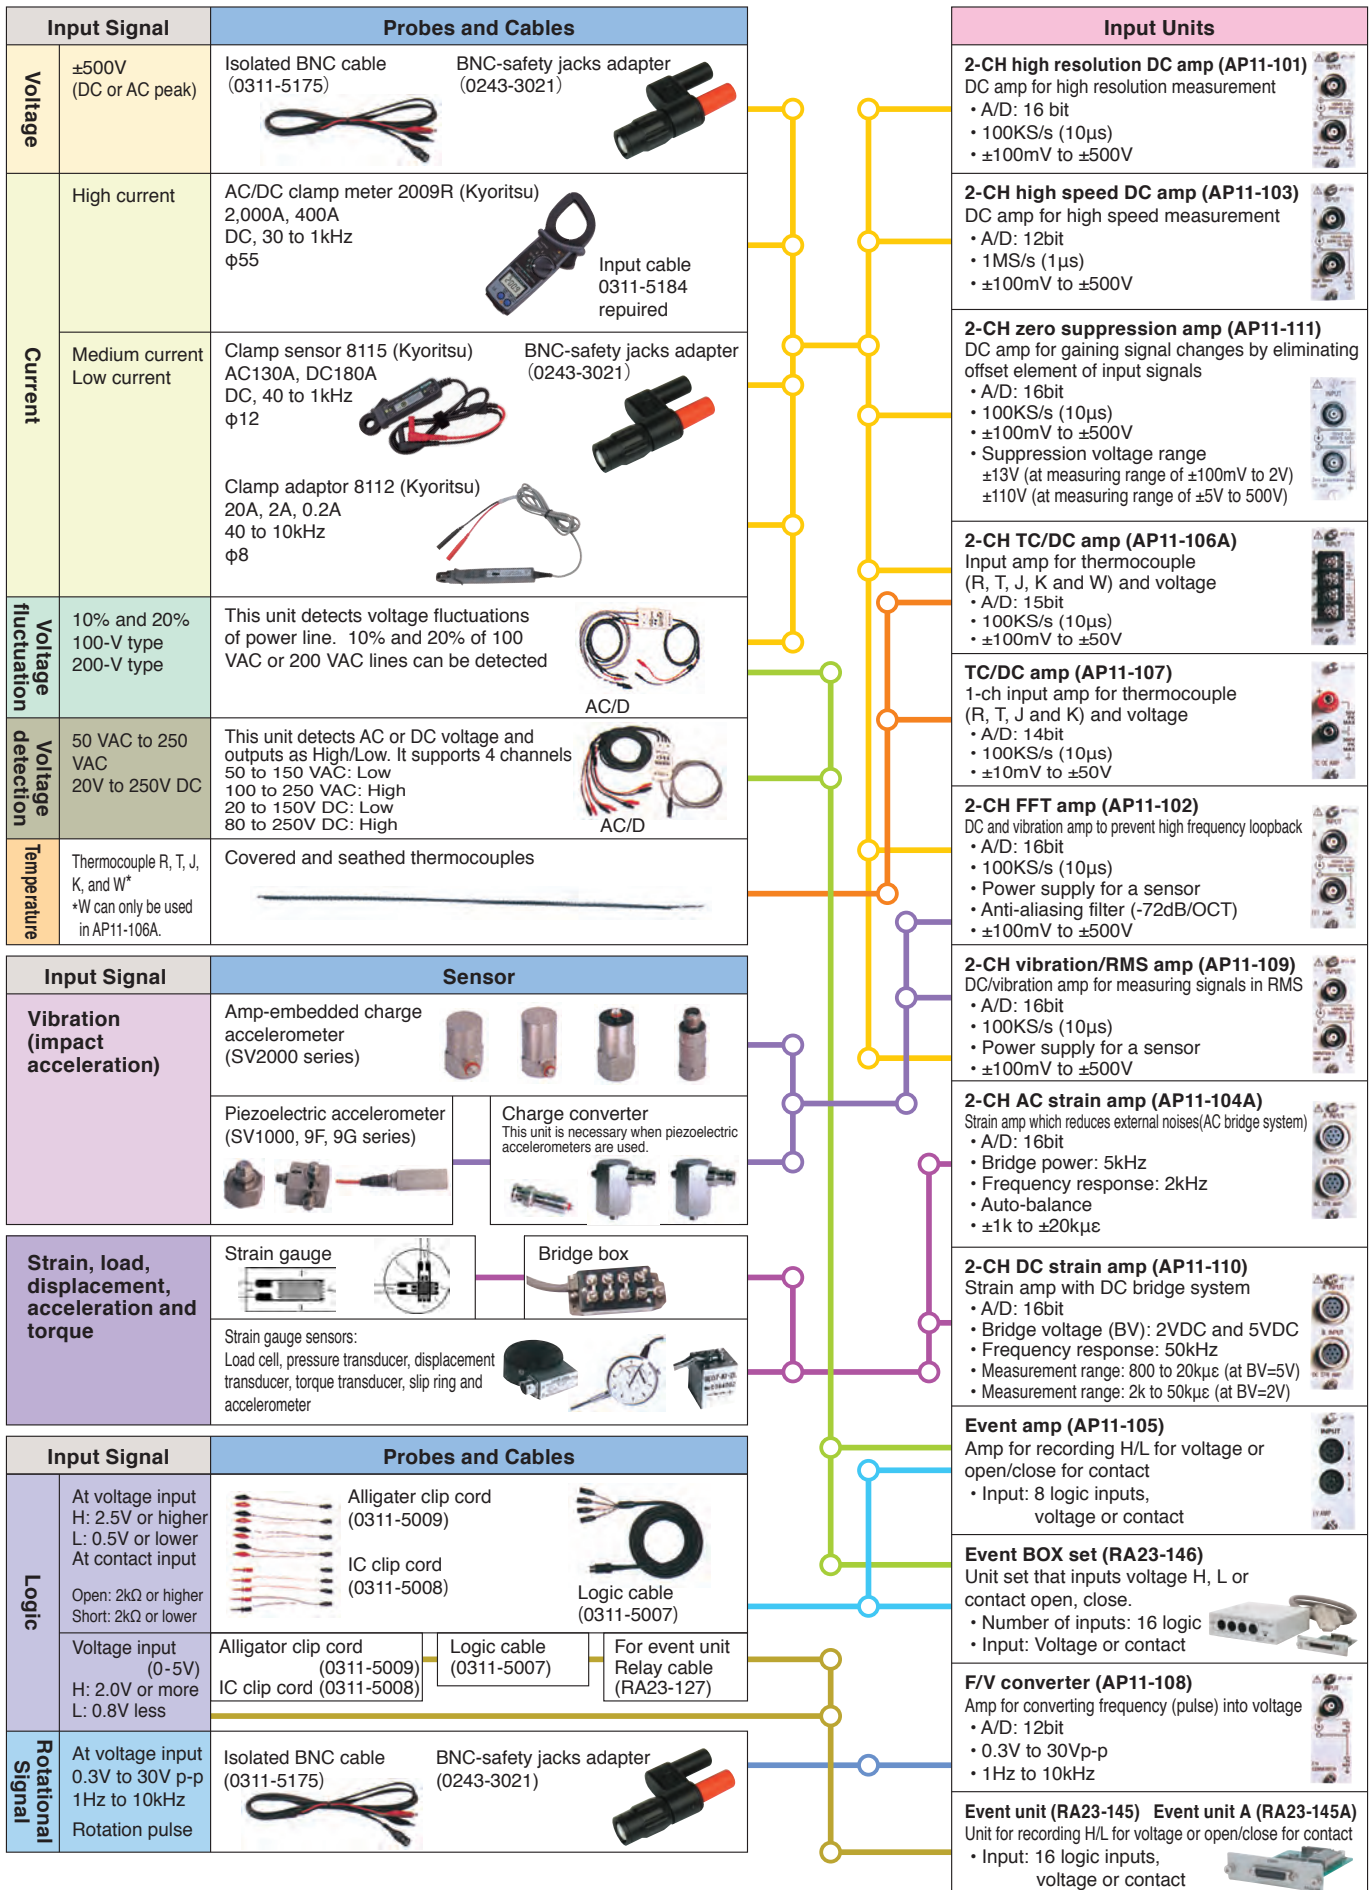 Input Signal
Probes and Cables
Voltage
±500V
(DC or AC peak)
Isolated BNC cable
(0311-5175)
BNC-safety jacks adapter
(0243-3021)
Current
High current
AC/DC clamp meter 2009R (Kyoritsu)
2,000A, 400A
DC, 30 to 1kHz
φ55
Input cable
0311-5184
repuired
Medium current
Low current
Clamp sensor 8115 (Kyoritsu)
AC130A, DC180A
DC, 40 to 1kHz
φ12
BNC-safety jacks adapter
(0243-3021)
Clamp adaptor 8112 (Kyoritsu)
20A, 2A, 0.2A
40 to 10kHz
φ8
Voltage
fluctuation
10% and 20%
100-V type
200-V type
This unit detects voltage fluctuations
of power line. 10% and 20% of 100
VAC or 200 VAC lines can be detected
AC/D
Voltage
detection
50 VAC to 250
VAC
20V to 250V DC
This unit detects AC or DC voltage and
outputs as High/Low. It supports 4 channels
50 to 150 VAC: Low
100 to 250 VAC: High
20 to 150V DC: Low
80 to 250V DC: High
AC/D
Temperature
Thermocouple R, T, J,
K, and W*
*W can only be used
in AP11-106A.
Covered and seathed thermocouples
Input Signal
Sensor
Vibration
(impact
acceleration)
Amp-embedded charge
accelerometer
(SV2000 series)
Piezoelectric accelerometer
(SV1000, 9F, 9G series)
Charge converter
This unit is necessary when piezoelectric
accelerometers are used.
Strain, load,
displacement,
acceleration and
torque
Strain gauge
Bridge box
Strain gauge sensors:
Load cell, pressure transducer, displacement
transducer, torque transducer, slip ring and
accelerometer
Input Signal
Probes and Cables
Logic
At voltage input
H: 2.5V or higher
L: 0.5V or lower
At contact input
Open: 2kΩ or higher
Short: 2kΩ or lower
Alligater clip cord
(0311-5009)
IC clip cord
(0311-5008)
Logic cable
(0311-5007)
Voltage input
(0-5V)
H: 2.0V or more
L: 0.8V less
Alligator clip cord
(0311-5009)
IC clip cord (0311-5008)
Logic cable
(0311-5007)
For event unit
Relay cable
(RA23-127)
Rotational
Signal
At voltage input
0.3V to 30V p-p
1Hz to 10kHz
Rotation pulse
Isolated BNC cable
(0311-5175)
BNC-safety jacks adapter
(0243-3021)
Input Units
2-CH high resolution DC amp (AP11-101)
DC amp for high resolution measurement
・A/D: 16 bit
・100KS/s (10μs)
・±100mV to ±500V
2-CH high speed DC amp (AP11-103)
DC amp for high speed measurement
・A/D: 12bit
・1MS/s (1μs)
・±100mV to ±500V
2-CH zero suppression amp (AP11-111)
DC amp for gaining signal changes by eliminating
offset element of input signals
・A/D: 16bit
・100KS/s (10μs)
・±100mV to ±500V
・Suppression voltage range
±13V (at measuring range of ±100mV to 2V)
±110V (at measuring range of ±5V to 500V)
2-CH TC/DC amp (AP11-106A)
Input amp for thermocouple
(R, T, J, K and W) and voltage
・A/D: 15bit
・100KS/s (10μs)
・±100mV to ±50V
TC/DC amp (AP11-107)
1-ch input amp for thermocouple
(R, T, J and K) and voltage
・A/D: 14bit
・100KS/s (10μs)
・±10mV to ±50V
2-CH FFT amp (AP11-102)
DC and vibration amp to prevent high frequency loopback
・A/D: 16bit
・100KS/s (10μs)
・Power supply for a sensor
・Anti-aliasing filter (-72dB/OCT)
・±100mV to ±500V
2-CH vibration/RMS amp (AP11-109)
DC/vibration amp for measuring signals in RMS
・A/D: 16bit
・100KS/s (10μs)
・Power supply for a sensor
・±100mV to ±500V
2-CH AC strain amp (AP11-104A)
Strain amp which reduces external noises(AC bridge system)
・A/D: 16bit
・Bridge power: 5kHz
・Frequency response: 2kHz
・Auto-balance
・±1k to ±20kμε
2-CH DC strain amp (AP11-110)
Strain amp with DC bridge system
・A/D: 16bit
・Bridge voltage (BV): 2VDC and 5VDC
・Frequency response: 50kHz
・Measurement range: 800 to 20kμε (at BV=5V)
・Measurement range: 2k to 50kμε (at BV=2V)
Event amp (AP11-105)
Amp for recording H/L for voltage or
open/close for contact
・Input: 8 logic inputs,
voltage or contact
INPUT
Event BOX set (RA23-146)
Unit set that inputs voltage H, L or
contact open, close.
・Number of inputs: 16 logic
・Input: Voltage or contact
F/V converter (AP11-108)
Amp for converting frequency (pulse) into voltage
・A/D: 12bit
・0.3V to 30Vp-p
・1Hz to 10kHz
Event unit (RA23-145) Event unit A (RA23-145A)
Unit for recording H/L for voltage or open/close for contact
・Input: 16 logic inputs,
voltage or contact